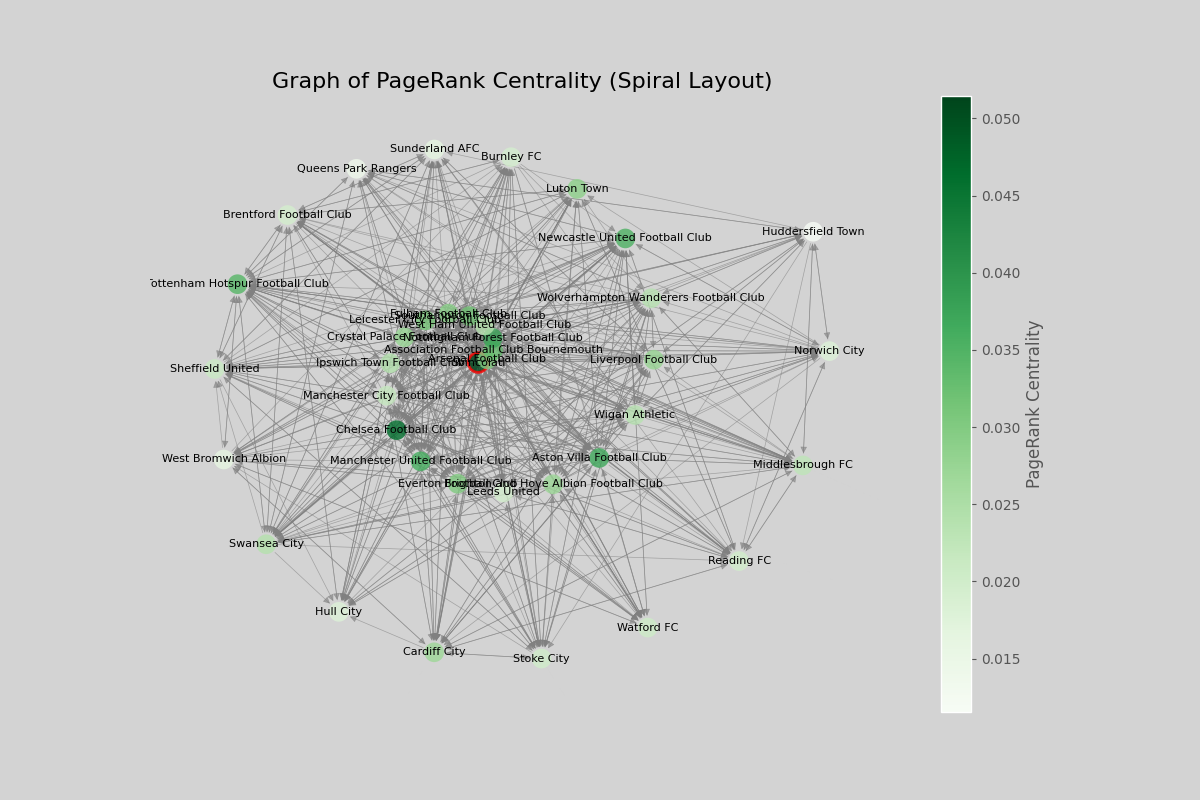 Graph of PageRank Centrality (Spiral Layout)
Sunderland AFC
Burnley FC
Queens Park Rangers
Luton Town
Brentford Football Club
Huddersfield Town
Newcastle United Football Club
ottenham Hotspur Football Club
Wolverhampton Wanderers Football Club
Fulham Football Club
Southampton Football Club
Leicester City Football Club
West Ham United Football Club
Crystal Palace Football Club
Nottingham Forest Football Club
Association Football Club Bournemouth
Norwich City
Arsenal Football Club
Liverpool Football Club
Ipswich Town Football Club
Sheffield United
Manchester City Football Club
Wigan Athletic
Chelsea Football Club
West Bromwich Albion
Manchester United Football Club
Aston Villa Football Club
Middlesbrough FC
Everton Football Club
Brighton and Hove Albion Football Club
Leeds United
Swansea City
Reading FC
Hull City
Watford FC
Cardiff City
Stoke City
0.050
0.045
0.040
0.035
0.030
0.025
0.020
0.015
PageRank Centrality